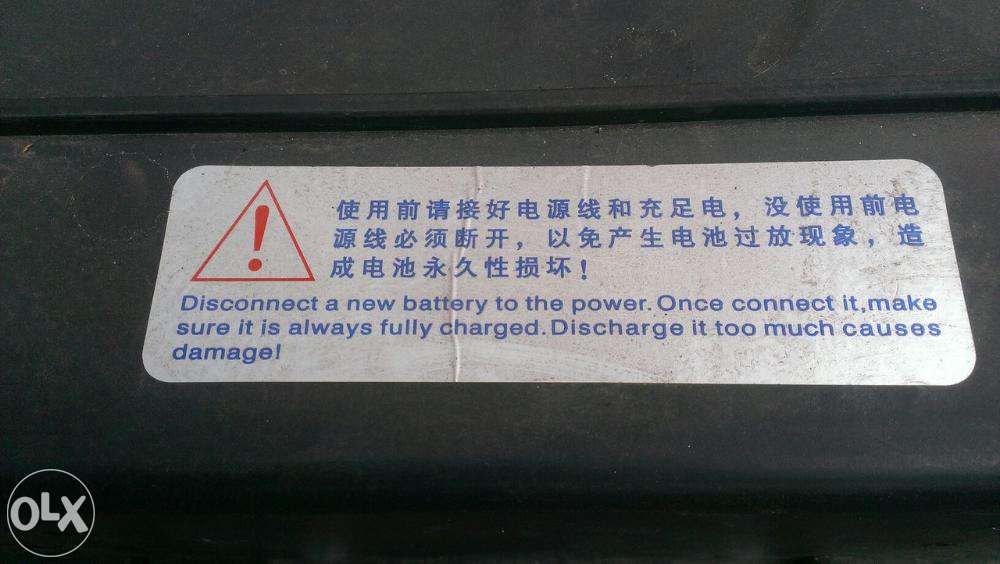 使用前请接好电源线和充足电，没使用前电
源线必须断开，以免产生电池过放现象，造
成电池永久性损坏！
Disconnect a new battery to the power. Once connect it, make
sure it is always fully charged. Discharge it too much causes
damage!
OLX